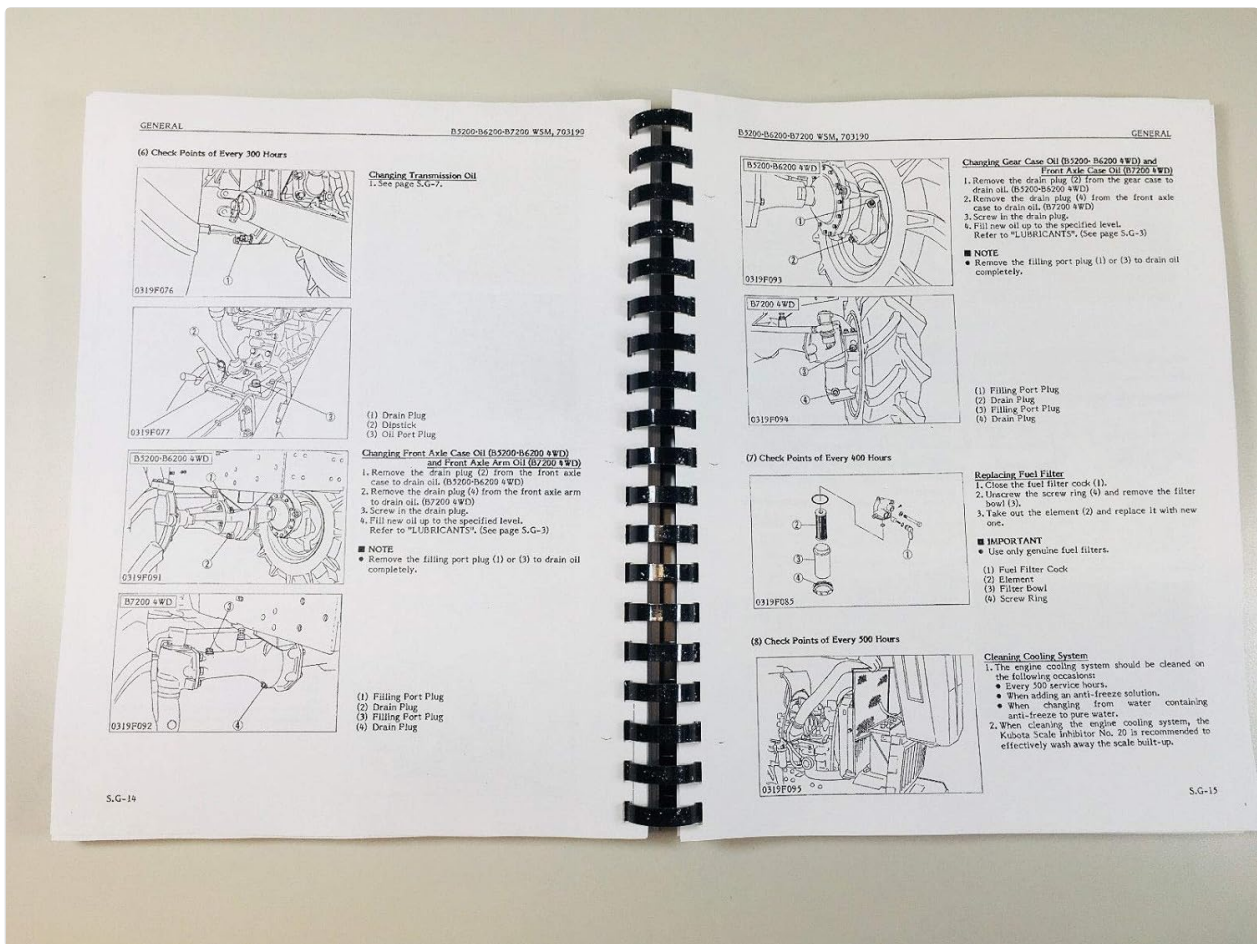 GENERAL
B5200·B6200·B7200 WSM, 703190
(6) Check Points of Every 300 Hours
0319F076
(1)
Changing Transmission Oil
1. See page S.G-7.
(2)
(3)
0319F077
(1) Drain Plug
(2) Dipstick
(3) Oil Port Plug
B5200·B6200 4WD
(1)
(2)
0319F091
Changing Front Axle Case Oil (B5200·B6200 4WD)
and Front Axle Arm Oil (B7200 4WD)
1. Remove the drain plug (2) from the front axle
case to drain oil. (B5200·B6200 4WD)
2. Remove the drain plug (4) from the front axle arm
to drain oil. (B7200 4WD)
3. Screw in the drain plug.
4. Fill new oil up to the specified level.
Refer to "LUBRICANTS". (See page S.G-3)
■ NOTE
● Remove the filling port plug (1) or (3) to drain oil
completely.
B7200 4WD
(3)
(4)
0319F092
(1) Filling Port Plug
(2) Drain Plug
(3) Filling Port Plug
(4) Drain Plug
S.G-14
B5200·B6200·B7200 WSM, 703190
GENERAL
B5200·B6200 4WD
(1)
(2)
0319F093
Changing Gear Case Oil (B5200· B6200 4WD) and
Front Axle Case Oil (B7200 4WD)
1. Remove the drain plug (2) from the gear case to
drain oil. (B5200·B6200 4WD)
2. Remove the drain plug (4) from the front axle
case to drain oil. (B7200 4WD)
3. Screw in the drain plug.
4. Fill new oil up to the specified level.
Refer to "LUBRICANTS". (See page S.G-3)
■ NOTE
● Remove the filling port plug (1) or (3) to drain oil
completely.
B7200 4WD
(3)
(4)
0319F094
(1) Filling Port Plug
(2) Drain Plug
(3) Filling Port Plug
(4) Drain Plug
(7) Check Points of Every 400 Hours
(2)
(3)
(4)
(1)
0319F085
Replacing Fuel Filter
1. Close the fuel filter cock (1).
2. Unscrew the screw ring (4) and remove the filter
bowl (3).
3. Take out the element (2) and replace it with new
one.
■ IMPORTANT
● Use only genuine fuel filters.
(1) Fuel Filter Cock
(2) Element
(3) Filter Bowl
(4) Screw Ring
(8) Check Points of Every 500 Hours
0319F095
Cleaning Cooling System
1. The engine cooling system should be cleaned on
the following occasions:
● Every 500 service hours.
● When adding an anti-freeze solution.
● When changing from water containing
anti-freeze to pure water.
2. When cleaning the engine cooling system, the
Kubota Scale Inhibitor No. 20 is recommended to
effectively wash away the scale built-up.
S.G-15